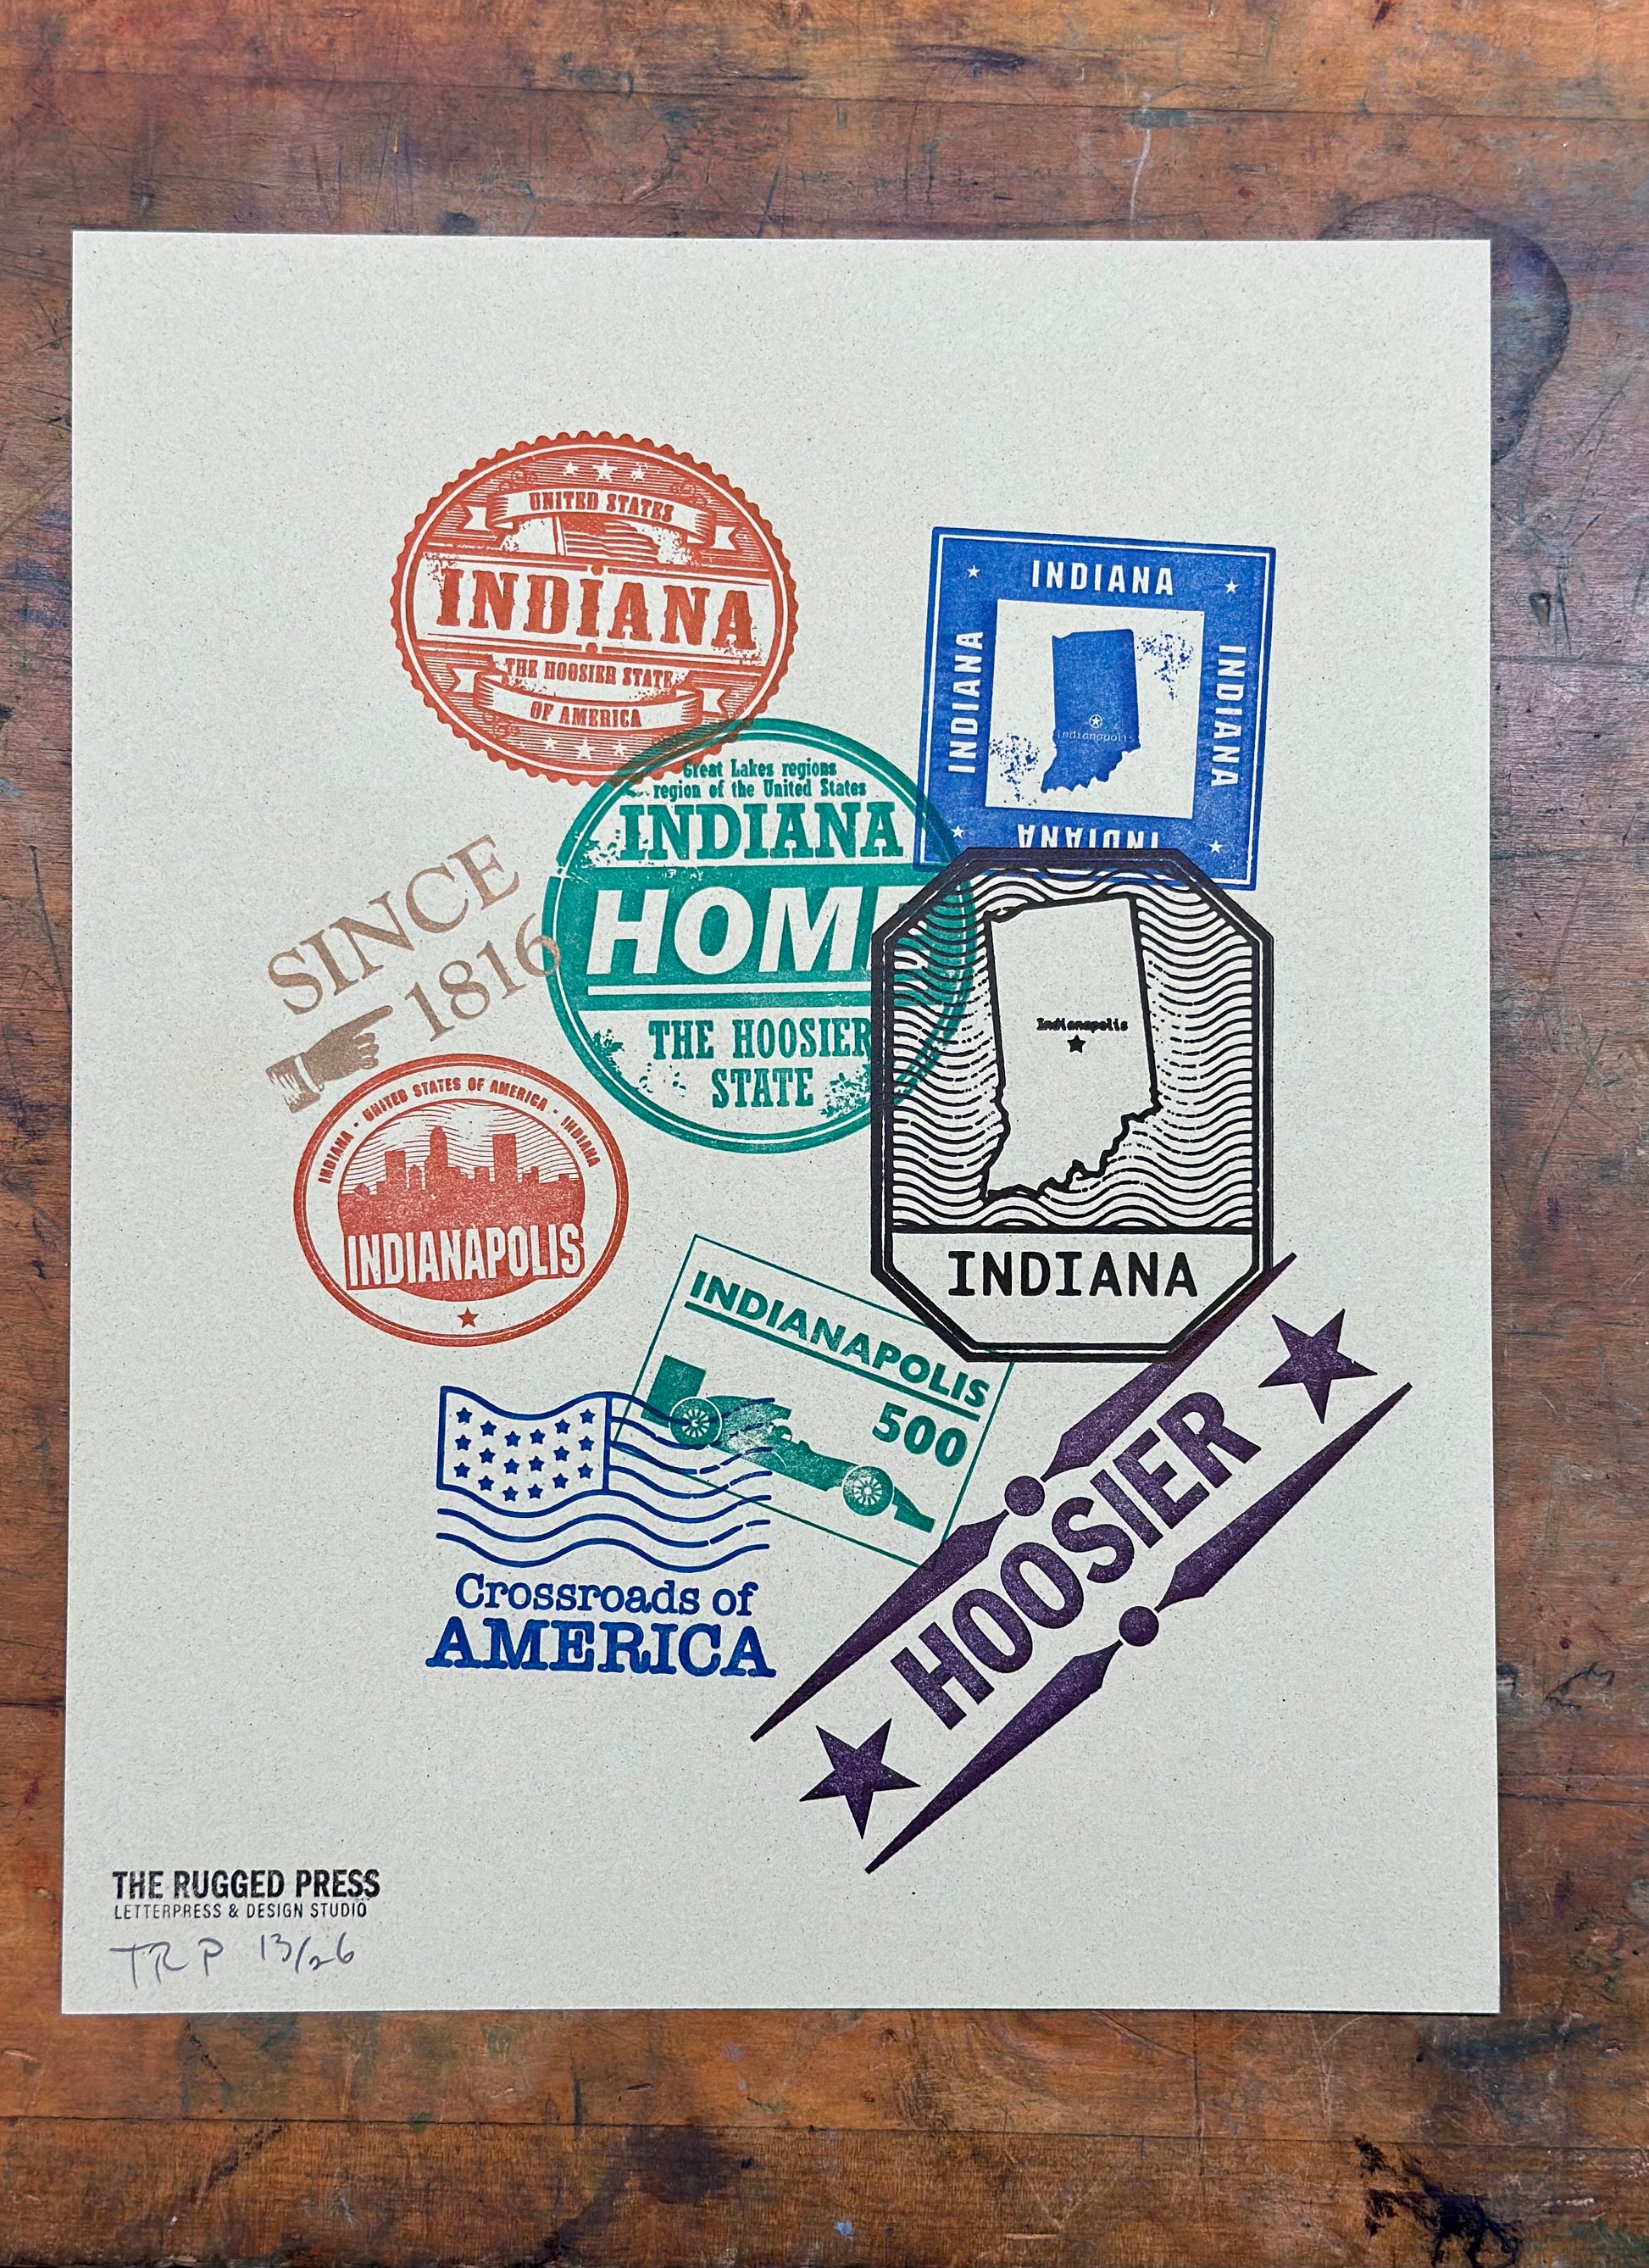 UNITED STATES
INDIANA
THE HOOSIER STATE
OF AMERICA
INDIANA
INDIANA
INDIANA
INDIANA
Indianapolis
Great Lakes regions
region of the United States
INDIANA
HOME
THE HOOSIER
STATE
SINCE
1816
Indianapolis
INDIANA
INDIANA · UNITED STATES OF AMERICA · INDIANA
INDIANAPOLIS
INDIANAPOLIS
500
Crossroads of
AMERICA
HOOSIER
THE RUGGED PRESS
LETTERPRESS & DESIGN STUDIO
TRP 13/26